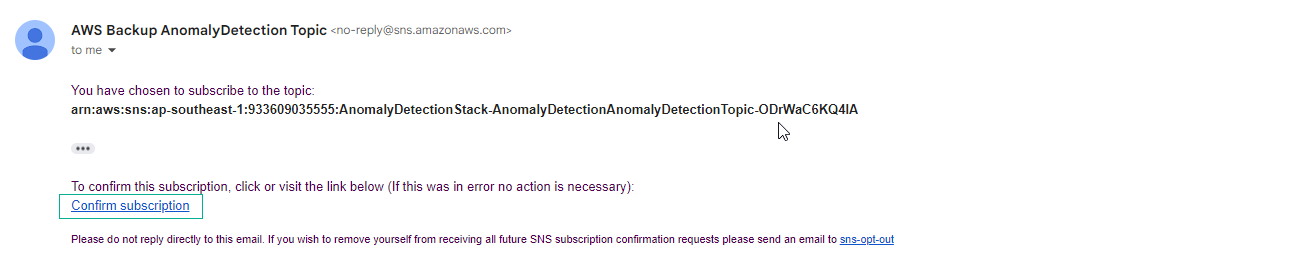 AWS Backup AnomalyDetection Topic <no-reply@sns.amazonaws.com>
to me
You have chosen to subscribe to the topic:
arn:aws:sns:ap-southeast-1:933609035555:AnomalyDetectionStack-AnomalyDetectionAnomalyDetectionTopic-ODrWaC6KQ4IA
To confirm this subscription, click or visit the link below (If this was in error no action is necessary):
Confirm subscription
Please do not reply directly to this email. If you wish to remove yourself from receiving all future SNS subscription confirmation requests please send an email to sns-opt-out